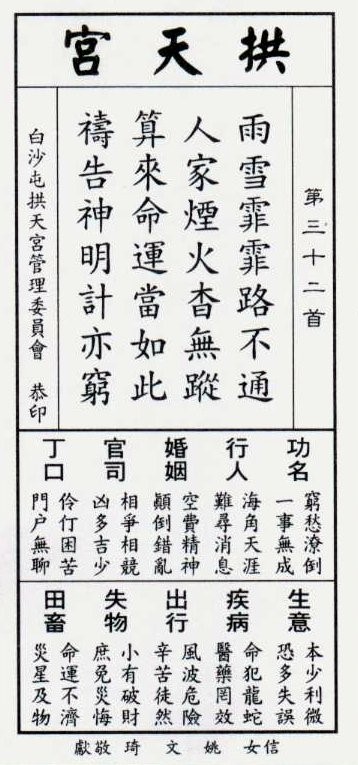 拱天宮
第三十二首
雨雪霏霏路不通
人家煙火杳無蹤
算來命運當如此
禱告神明計亦窮
白沙屯拱天宮管理委員會 恭印
功名
窮愁潦倒
一事無成
行人
海角天涯
難尋消息
婚姻
空費精神
顛倒錯亂
官司
相爭相競
凶多吉少
丁口
伶仃困苦
門户無聊
生意
本少利微
恐多失誤
疾病
命犯龍蛇
醫藥罔效
出行
風波危險
辛苦徒然
失物
小有破財
庶免災悔
田畜
命運不濟
災星及物
信女 姚 文 琦 敬獻